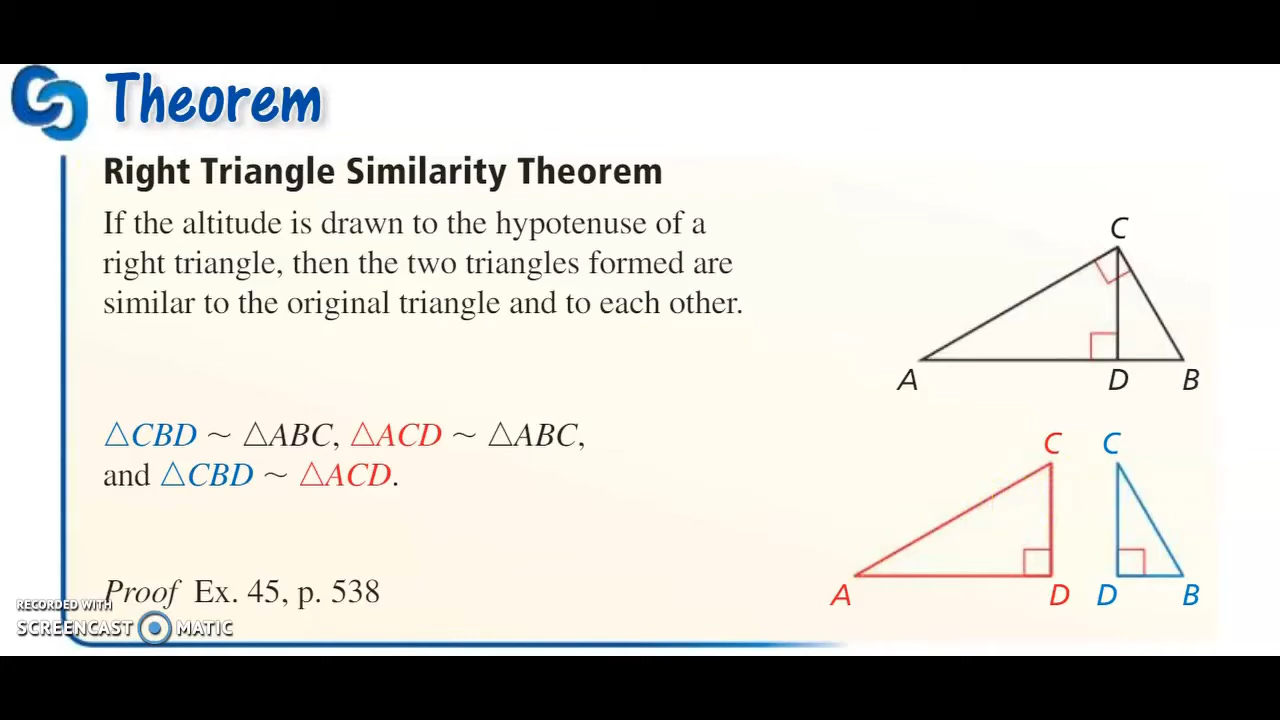 Theorem
Right Triangle Similarity Theorem
If the altitude is drawn to the hypotenuse of a
right triangle, then the two triangles formed are
similar to the original triangle and to each other.
C
A
D
B
△CBD ~ △ABC, △ACD ~ △ABC,
and △CBD ~ △ACD.
C
C
A
D
D
B
Proof Ex. 45, p. 538
RECORDED WITH
SCREENCAST MATIC